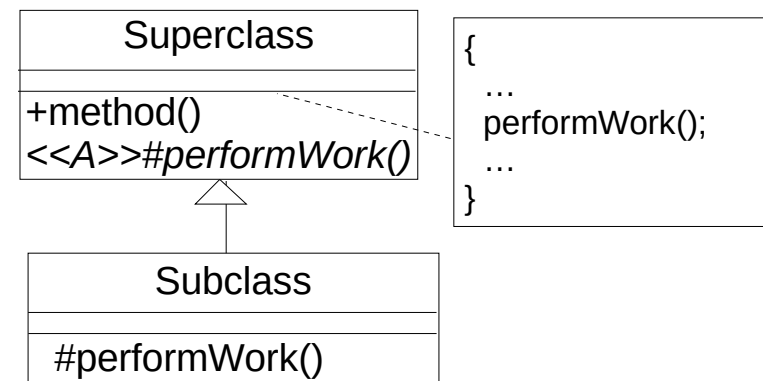 Superclass
+method()
<<A>>#performWork()
{
…
performWork();
…
}
Subclass
#performWork()